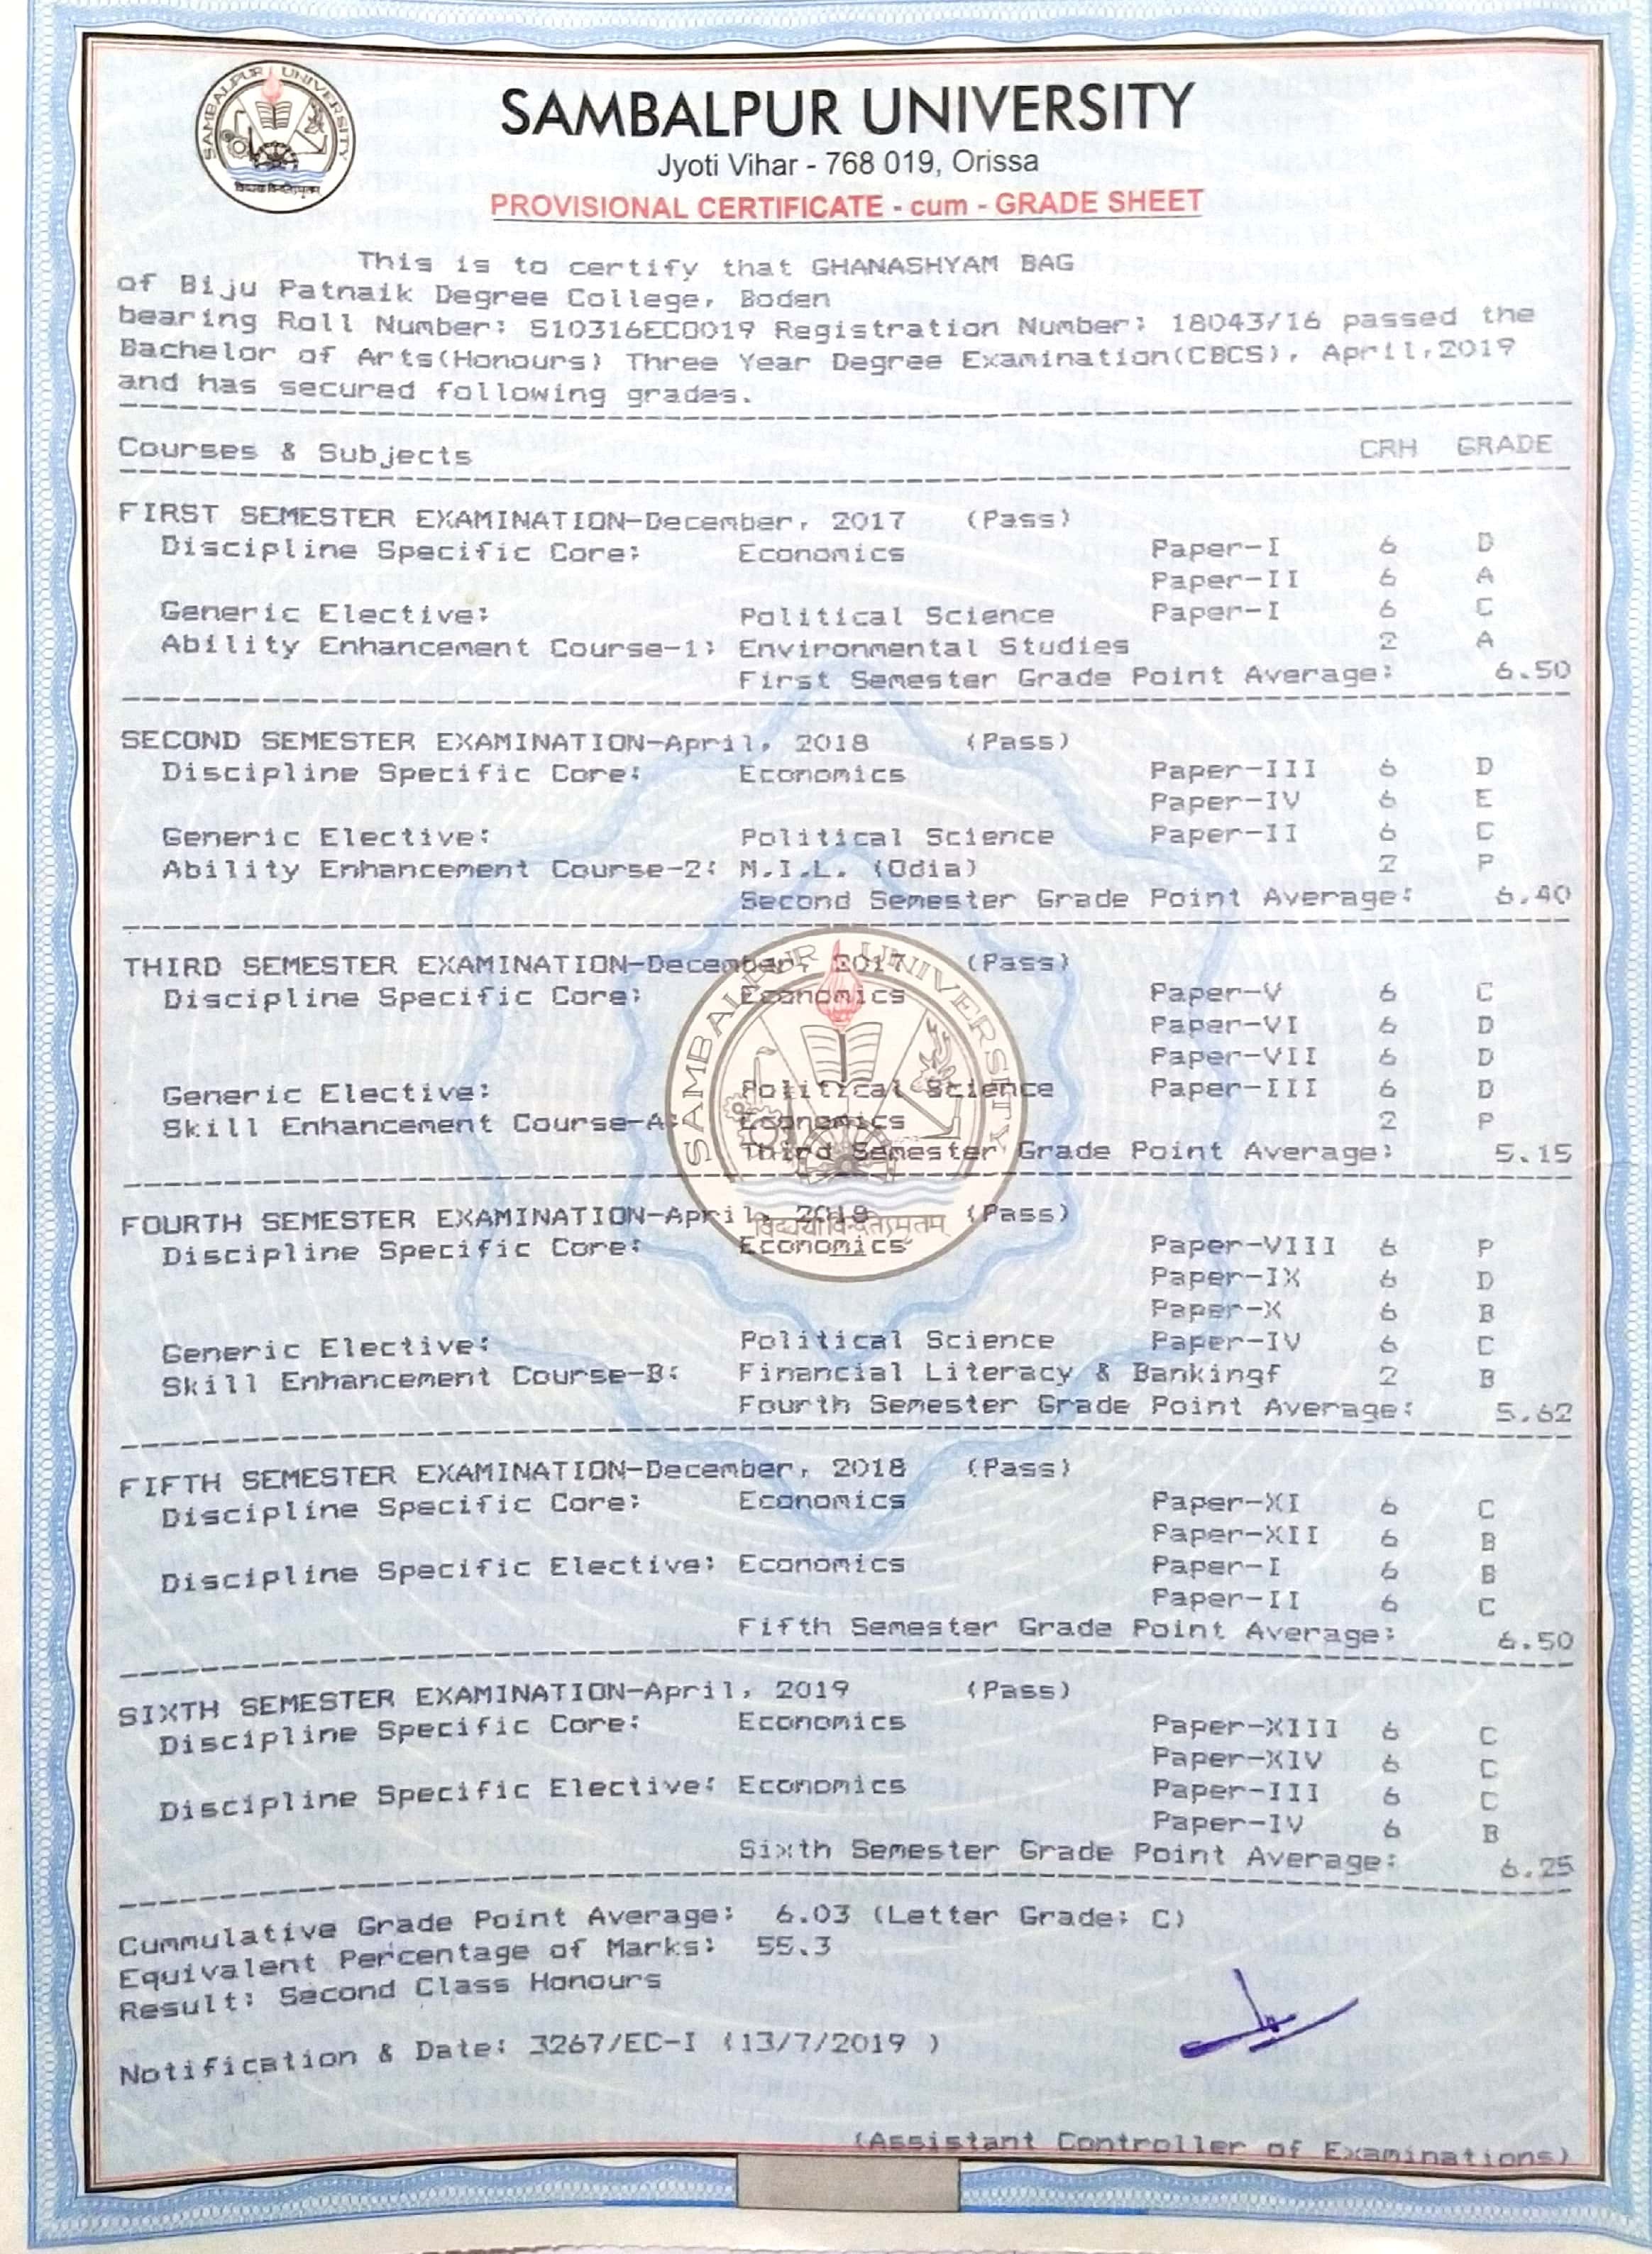 SAMBALPUR UNIVERSITY
SAMBALPUR UNIVERSITY
Jyoti Vihar - 768 019, Orissa
PROVISIONAL CERTIFICATE - cum - GRADE SHEET
This is to certify that GHANASHYAM BAG
of Biju Patnaik Degree College, Boden
bearing Roll Number: S10316ECO019 Registration Number: 18043/16 passed the
Bachelor of Arts(Honours) Three Year Degree Examination(CBCS), April,2019
and has secured following grades.
Courses & Subjects CRH GRADE
FIRST SEMESTER EXAMINATION-December, 2017 (Pass)
Discipline Specific Core: Economics Paper-I 6 D
Paper-II 6 A
Generic Elective: Political Science Paper-I 6 C
Ability Enhancement Course-1: Environmental Studies 2 A
First Semester Grade Point Average: 6.50
SECOND SEMESTER EXAMINATION-April, 2018 (Pass)
Discipline Specific Core: Economics Paper-III 6 D
Paper-IV 6 E
Generic Elective: Political Science Paper-II 6 C
Ability Enhancement Course-2: M.I.L. (Odia) 2 P
Second Semester Grade Point Average: 6.40
THIRD SEMESTER EXAMINATION-December, 2017 (Pass)
Discipline Specific Core: Economics Paper-V 6 C
Paper-VI 6 D
Paper-VII 6 D
Generic Elective: Political Science Paper-III 6 D
Skill Enhancement Course-A: Economics 2 P
Third Semester Grade Point Average: 5.15
SAMBALPUR UNIVERSITY
विद्यया विन्दतेऽमृतम्
FOURTH SEMESTER EXAMINATION-April, (Pass)
Discipline Specific Core: Economics Paper-VIII 6 P
Paper-IX 6 D
Paper-X 6 B
Generic Elective: Political Science Paper-IV 6 C
Skill Enhancement Course-B: Financial Literacy & Bankingf 2 B
Fourth Semester Grade Point Average: 5.62
FIFTH SEMESTER EXAMINATION-December, 2018 (Pass)
Discipline Specific Core: Economics Paper-XI 6 C
Paper-XII 6 B
Discipline Specific Elective: Economics Paper-I 6 B
Paper-II 6 C
Fifth Semester Grade Point Average: 6.50
SIXTH SEMESTER EXAMINATION-April, 2019 (Pass)
Discipline Specific Core: Economics Paper-XIII 6 C
Paper-XIV 6 C
Discipline Specific Elective: Economics Paper-III 6 C
Paper-IV 6 B
Sixth Semester Grade Point Average: 6.25
Cummulative Grade Point Average: 6.03 (Letter Grade: C)
Equivalent Percentage of Marks: 55.3
Result: Second Class Honours
Notification & Date: 3267/EC-I (13/7/2019 )
(Assistant Controller of Examinations)